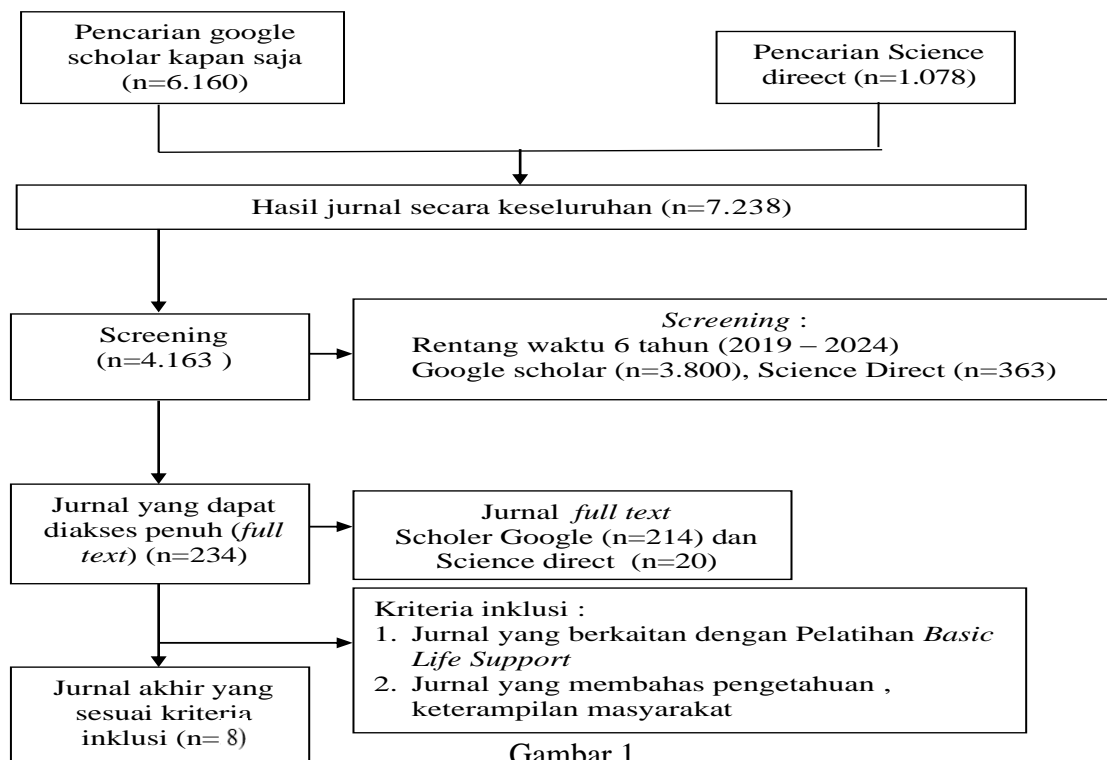 Pencarian google
scholar kapan saja
(n=6.160)
Pencarian Science
direect (n=1.078)
Hasil jurnal secara keseluruhan (n=7.238)
Screening
(n=4.163 )
Screening :
Rentang waktu 6 tahun (2019 – 2024)
Google scholar (n=3.800), Science Direct (n=363)
Jurnal yang dapat
diakses penuh (full
text) (n=234)
Jurnal full text
Scholer Google (n=214) dan
Science direct (n=20)
Kriteria inklusi :
1. Jurnal yang berkaitan dengan Pelatihan Basic
Life Support
2. Jurnal yang membahas pengetahuan ,
keterampilan masyarakat
Jurnal akhir yang
sesuai kriteria
inklusi (n= 8)
Gambar 1